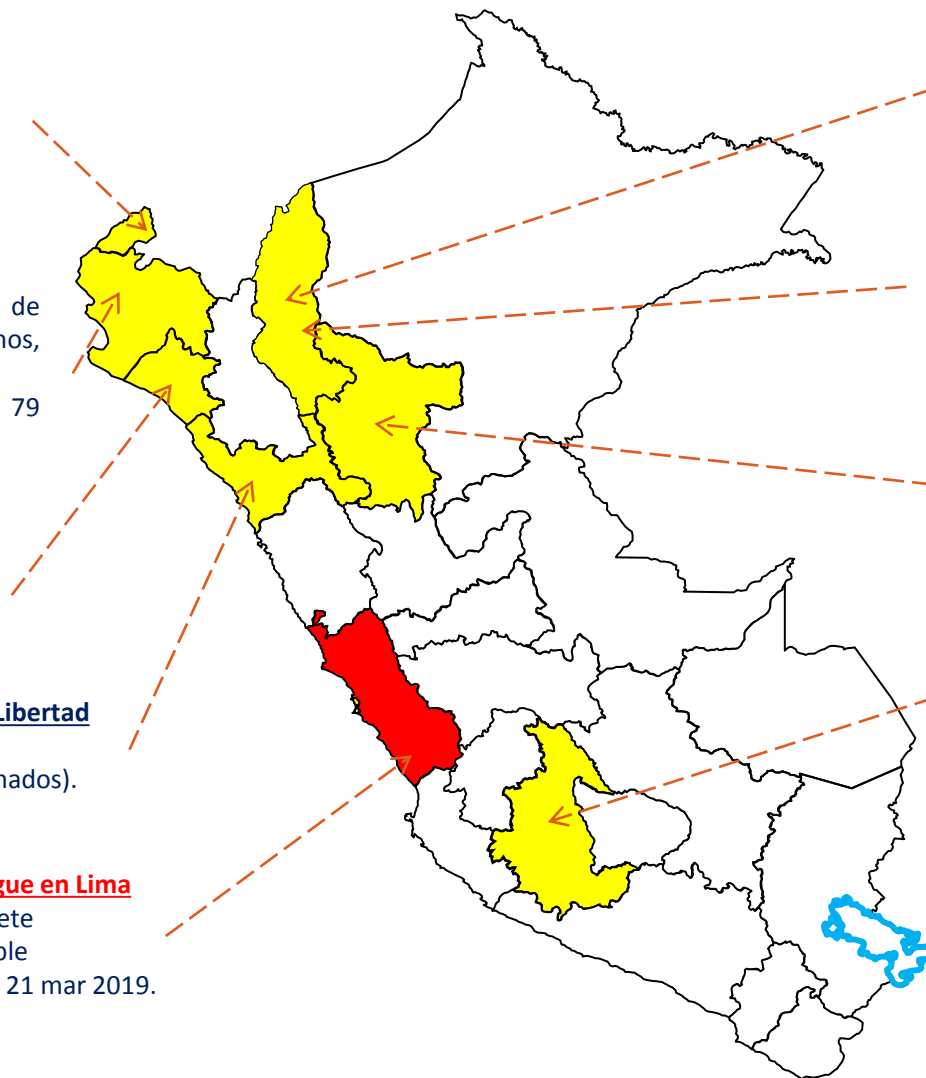 de
nos,
79
Libertad
nados).
gue en Lima
ete
ble
21 mar 2019.